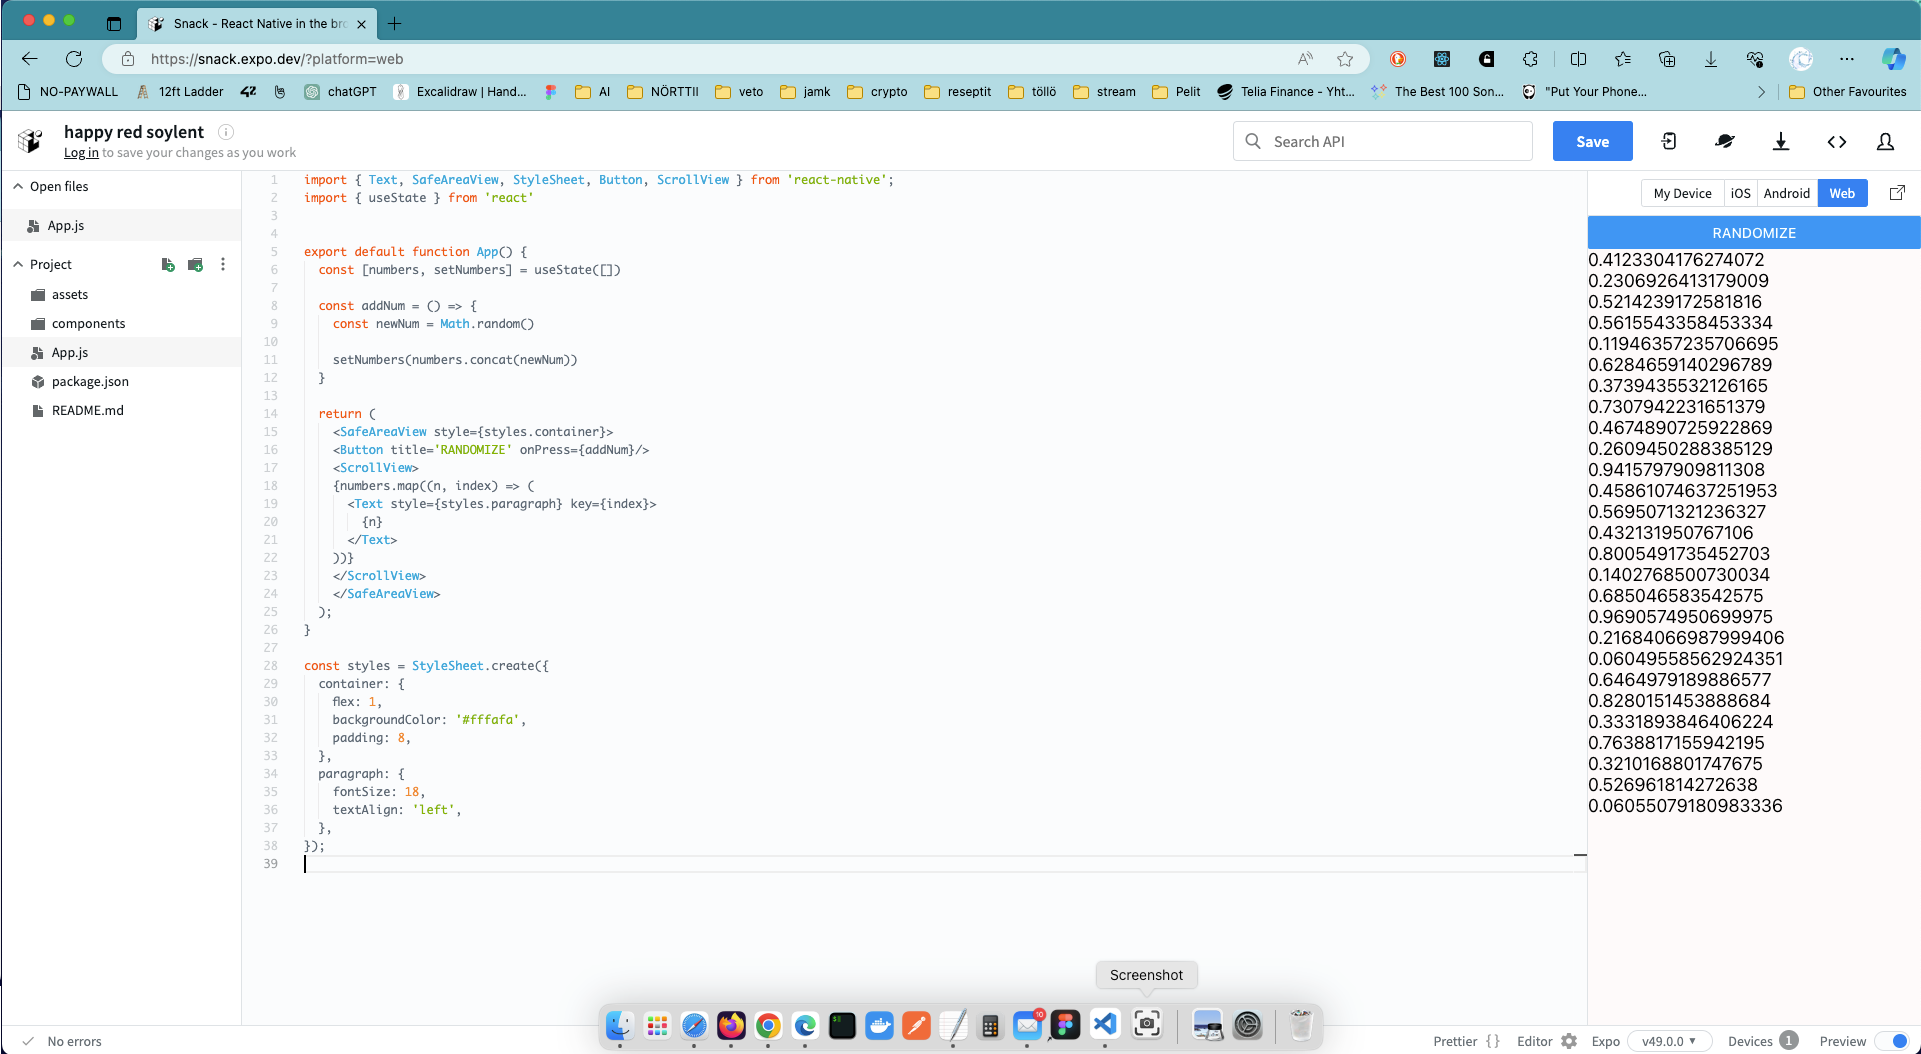 Snack - React Native in the bro
https://snack.expo.dev/?platform=web
NO-PAYWALL 12ft Ladder chatGPT Excalidraw | Hand... AI NÖRTTII veto jamk crypto reseptit töllö stream Pelit Telia Finance - Yht... The Best 100 Son... "Put Your Phone... Other Favourites
happy red soylent
Log in to save your changes as you work
Search API
Save
Open files
App.js
Project
assets
components
App.js
package.json
README.md
1 import { Text, SafeAreaView, StyleSheet, Button, ScrollView } from 'react-native';
2 import { useState } from 'react'
3
4
5 export default function App() {
6 const [numbers, setNumbers] = useState([])
7
8 const addNum = () => {
9 const newNum = Math.random()
10
11 setNumbers(numbers.concat(newNum))
12 }
13
14 return (
15 <SafeAreaView style={styles.container}>
16 <Button title='RANDOMIZE' onPress={addNum}/>
17 <ScrollView>
18 {numbers.map((n, index) => (
19 <Text style={styles.paragraph} key={index}>
20 {n}
21 </Text>
22 ))}
23 </ScrollView>
24 </SafeAreaView>
25 );
26 }
27
28 const styles = StyleSheet.create({
29 container: {
30 flex: 1,
31 backgroundColor: '#fffafa',
32 padding: 8,
33 },
34 paragraph: {
35 fontSize: 18,
36 textAlign: 'left',
37 },
38 });
39
My Device iOS Android Web
RANDOMIZE
0.4123304176274072
0.2306926413179009
0.5214239172581816
0.5615543358453334
0.11946357235706695
0.6284659140296789
0.3739435532126165
0.7307942231651379
0.4674890725922869
0.2609450288385129
0.9415797909811308
0.45861074637251953
0.5695071321236327
0.432131950767106
0.8005491735452703
0.1402768500730034
0.685046583542575
0.9690574950699975
0.21684066987999406
0.06049558562924351
0.6464979189886577
0.8280151453888684
0.3331893846406224
0.7638817155942195
0.3210168801747675
0.526961814272638
0.06055079180983336
Screenshot
10
No errors
Prettier { } Editor Expo v49.0.0 Devices 1 Preview